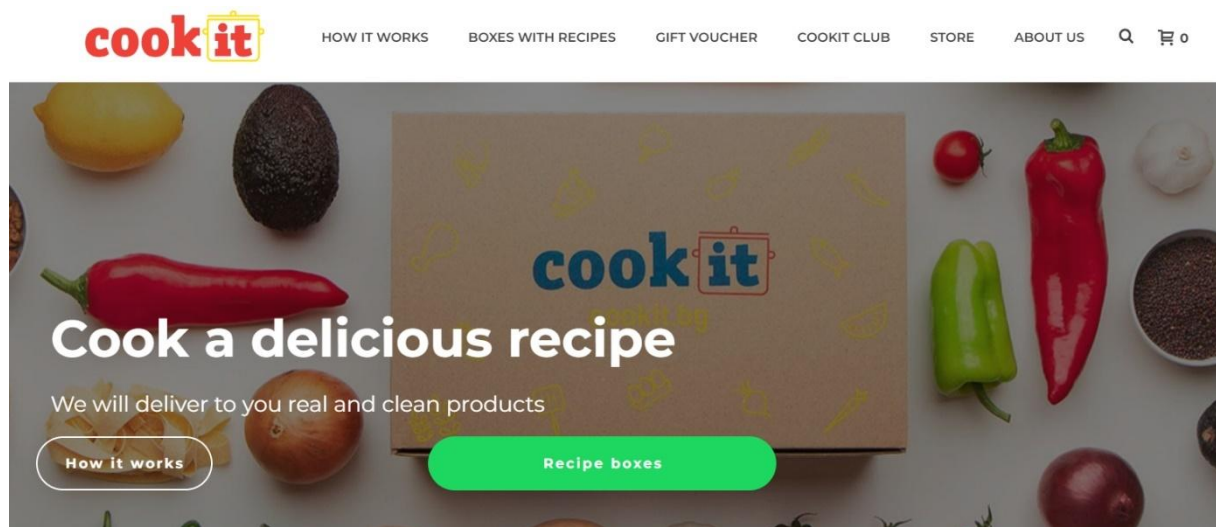 cook it
HOW IT WORKS
BOXES WITH RECIPES
GIFT VOUCHER
COOKIT CLUB
STORE
ABOUT US
0
cook it
cookit.bg
Cook a delicious recipe
We will deliver to you real and clean products
How it works
Recipe boxes